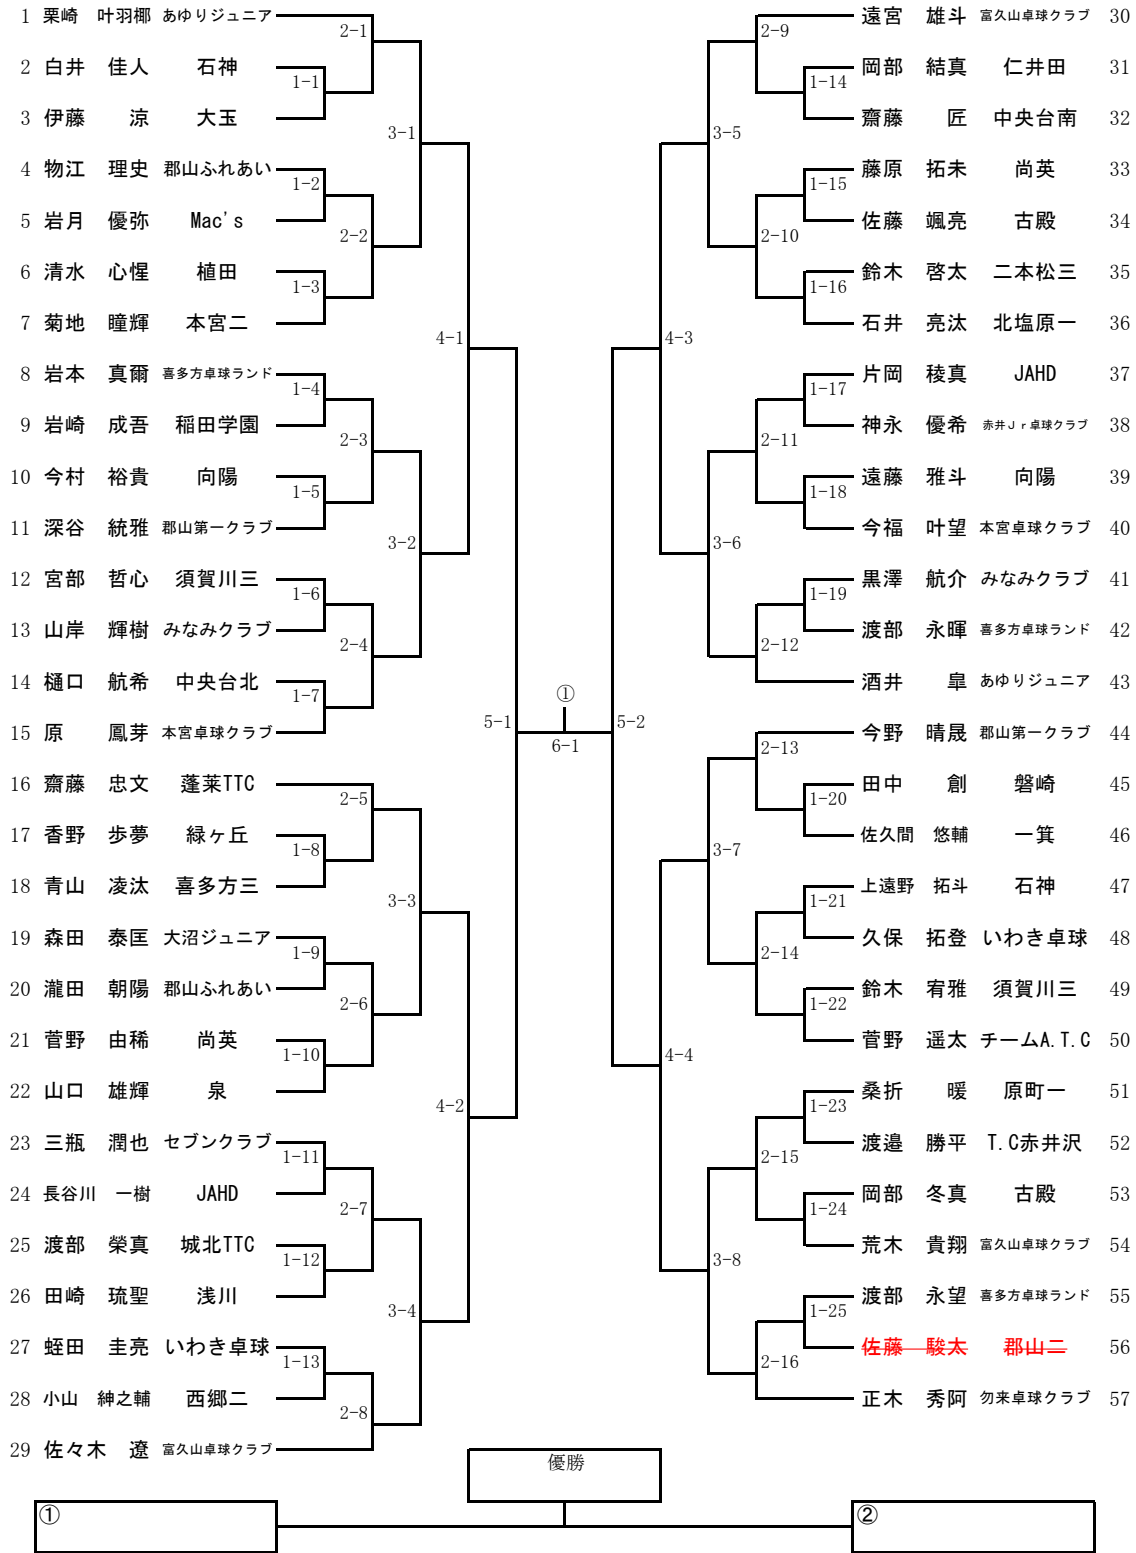 1 栗崎 叶羽梛 あゆりジュニア
2 白井 佳人 石神
3 伊藤 涼 大玉
4 物江 理史 郡山ふれあい
5 岩月 優弥 Mac's
6 清水 心惺 植田
7 菊地 瞳輝 本宮二
8 岩本 真爾 喜多方卓球ランド
9 岩崎 成吾 稲田学園
10 今村 裕貴 向陽
11 深谷 統雅 郡山第一クラブ
12 宮部 哲心 須賀川三
13 山岸 輝樹 みなみクラブ
14 樋口 航希 中央台北
15 原 鳳芽 本宮卓球クラブ
16 齋藤 忠文 蓬莱TTC
17 香野 歩夢 緑ヶ丘
18 青山 凌汰 喜多方三
19 森田 泰匡 大沼ジュニア
20 瀧田 朝陽 郡山ふれあい
21 菅野 由稀 尚英
22 山口 雄輝 泉
23 三瓶 潤也 セブンクラブ
24 長谷川 一樹 JAHD
25 渡部 榮真 城北TTC
26 田崎 琉聖 浅川
27 蛭田 圭亮 いわき卓球
28 小山 紳之輔 西郷二
29 佐々木 遼 富久山卓球クラブ
1-1
1-2
1-3
1-4
1-5
1-6
1-7
1-8
1-9
1-10
1-11
1-12
1-13
2-1
2-2
2-3
2-4
2-5
2-6
2-7
2-8
3-1
3-2
3-3
3-4
4-1
4-2
5-1
①
6-1
5-2
4-3
4-4
3-5
3-6
3-7
3-8
2-9
2-10
2-11
2-12
2-13
2-14
2-15
2-16
1-14
1-15
1-16
1-17
1-18
1-19
1-20
1-21
1-22
1-23
1-24
1-25
遠宮 雄斗 富久山卓球クラブ 30
岡部 結真 仁井田 31
齋藤 匠 中央台南 32
藤原 拓未 尚英 33
佐藤 颯亮 古殿 34
鈴木 啓太 二本松三 35
石井 亮汰 北塩原一 36
片岡 稜真 JAHD 37
神永 優希 赤井Jr卓球クラブ 38
遠藤 雅斗 向陽 39
今福 叶望 本宮卓球クラブ 40
黒澤 航介 みなみクラブ 41
渡部 永暉 喜多方卓球ランド 42
酒井 皐 あゆりジュニア 43
今野 晴晟 郡山第一クラブ 44
田中 創 磐崎 45
佐久間 悠輔 一箕 46
上遠野 拓斗 石神 47
久保 拓登 いわき卓球 48
鈴木 宥雅 須賀川三 49
菅野 遥太 チームA.T.C 50
桑折 暖 原町一 51
渡邉 勝平 T.C赤井沢 52
岡部 冬真 古殿 53
荒木 貴翔 富久山卓球クラブ 54
渡部 永望 喜多方卓球ランド 55
佐藤 駿太 郡山二 56
正木 秀阿 勿来卓球クラブ 57
優勝
①
②